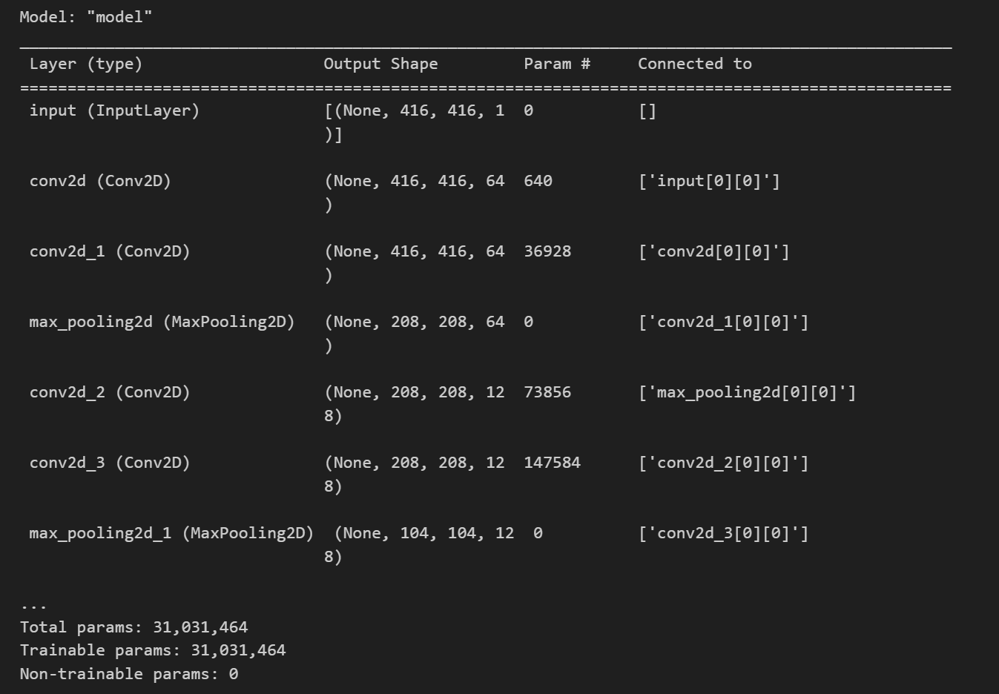 Model: "model"
Layer (type) Output Shape Param # Connected to
input (InputLayer) [(None, 416, 416, 1 0 []
)]
conv2d (Conv2D) (None, 416, 416, 64 640 ['input[0][0]']
)
conv2d_1 (Conv2D) (None, 416, 416, 64 36928 ['conv2d[0][0]']
)
max_pooling2d (MaxPooling2D) (None, 208, 208, 64 0 ['conv2d_1[0][0]']
)
conv2d_2 (Conv2D) (None, 208, 208, 12 73856 ['max_pooling2d[0][0]']
8)
conv2d_3 (Conv2D) (None, 208, 208, 12 147584 ['conv2d_2[0][0]']
8)
max_pooling2d_1 (MaxPooling2D) (None, 104, 104, 12 0 ['conv2d_3[0][0]']
8)
...
Total params: 31,031,464
Trainable params: 31,031,464
Non-trainable params: 0